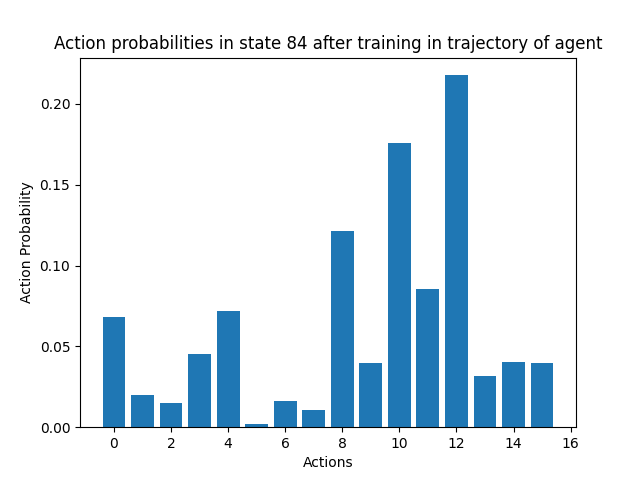 Action probabilities in state 84 after training in trajectory of agent
0.20
0.15
0.10
0.05
0.00
Action Probability
0 2 4 6 8 10 12 14 16
Actions